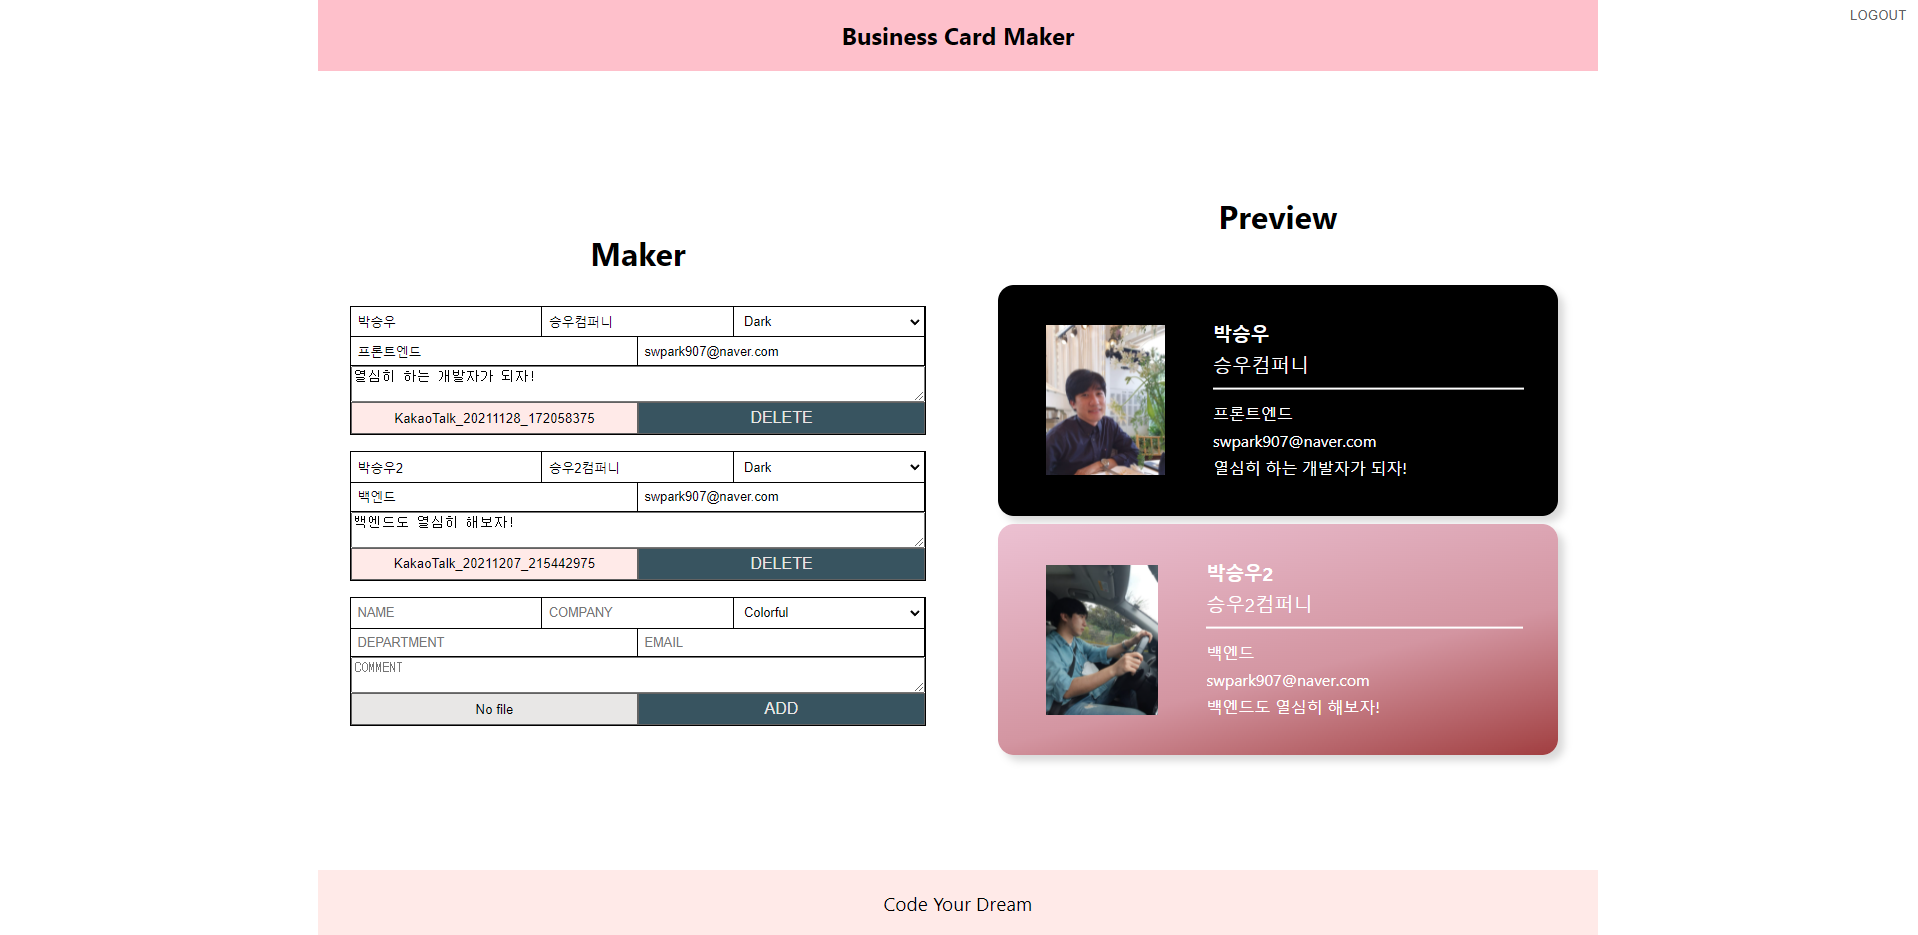 Business Card Maker
LOGOUT
Maker
박승우 승우컴퍼니 Dark
프론트엔드 swpark907@naver.com
열심히 하는 개발자가 되자!
KakaoTalk_20211128_172058375 DELETE
박승우2 승우2컴퍼니 Dark
백엔드 swpark907@naver.com
백엔드도 열심히 해보자!
KakaoTalk_20211207_215442975 DELETE
NAME COMPANY Colorful
DEPARTMENT EMAIL
COMMENT
No file ADD
Preview
박승우
승우컴퍼니
프론트엔드
swpark907@naver.com
열심히 하는 개발자가 되자!
박승우2
승우2컴퍼니
백엔드
swpark907@naver.com
백엔드도 열심히 해보자!
Code Your Dream